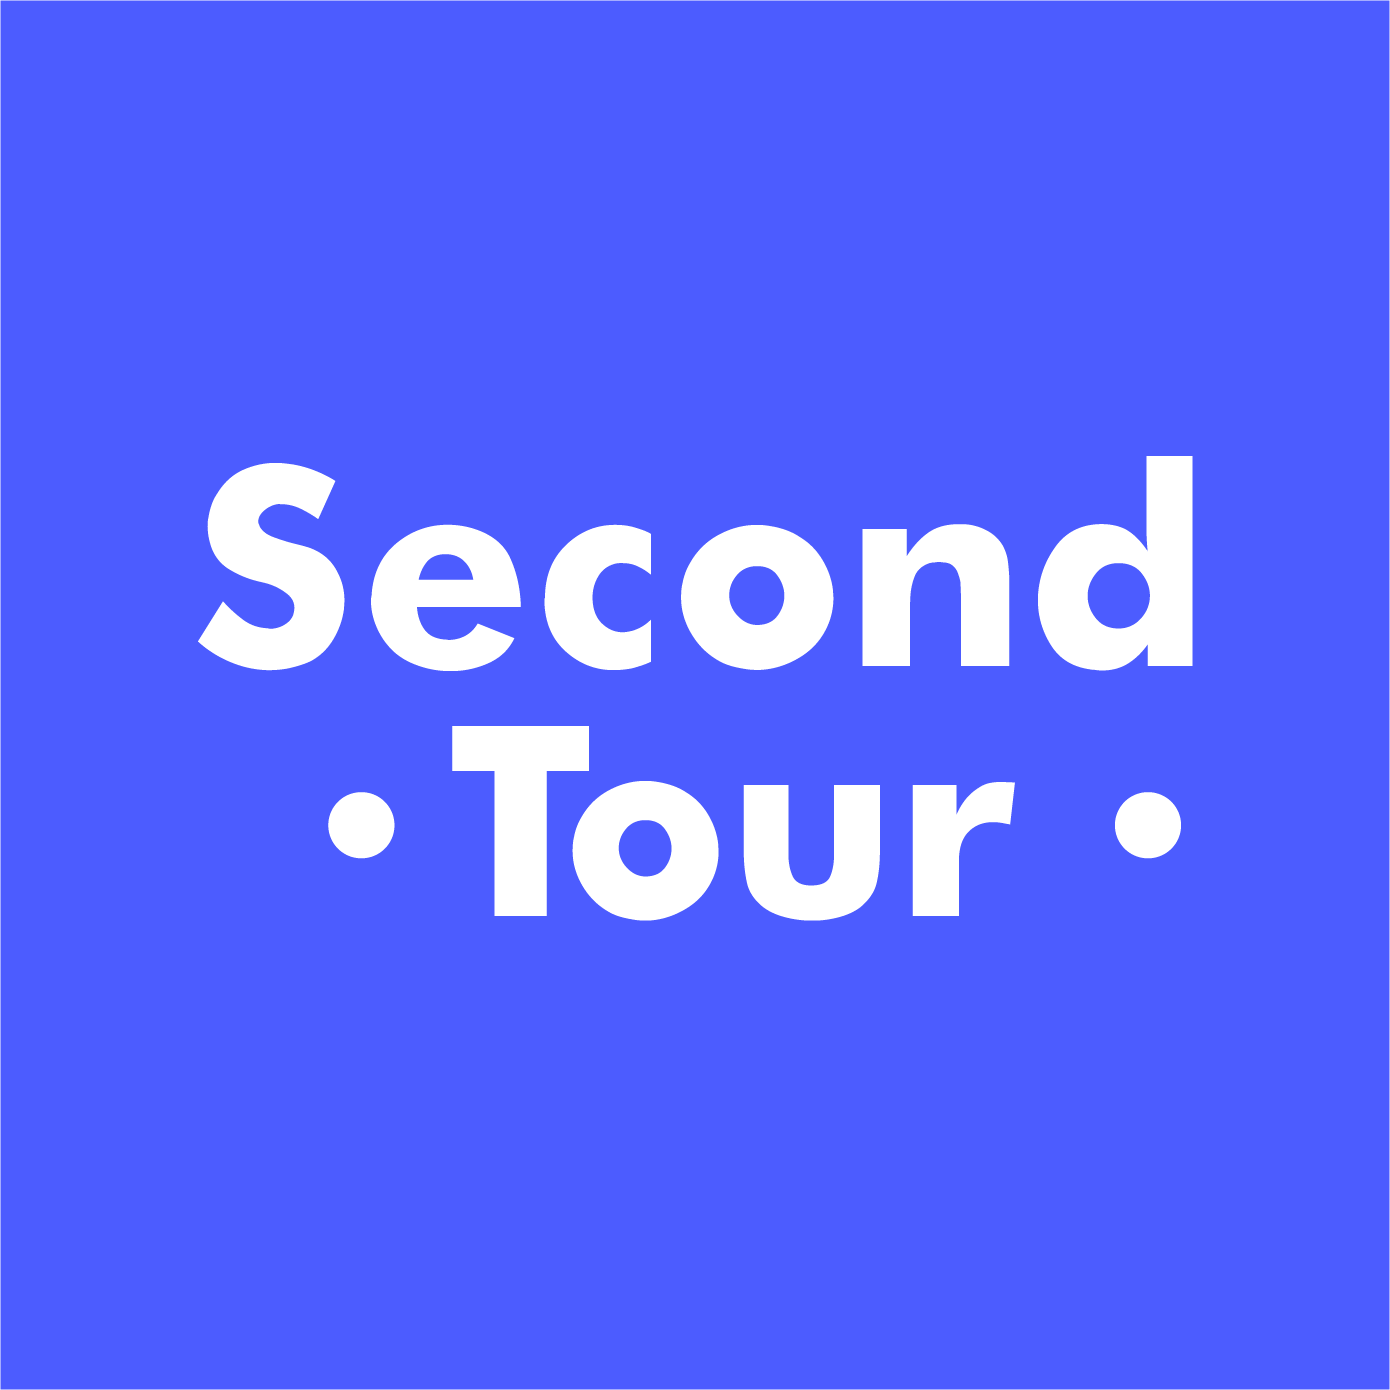 Second
• Tour •